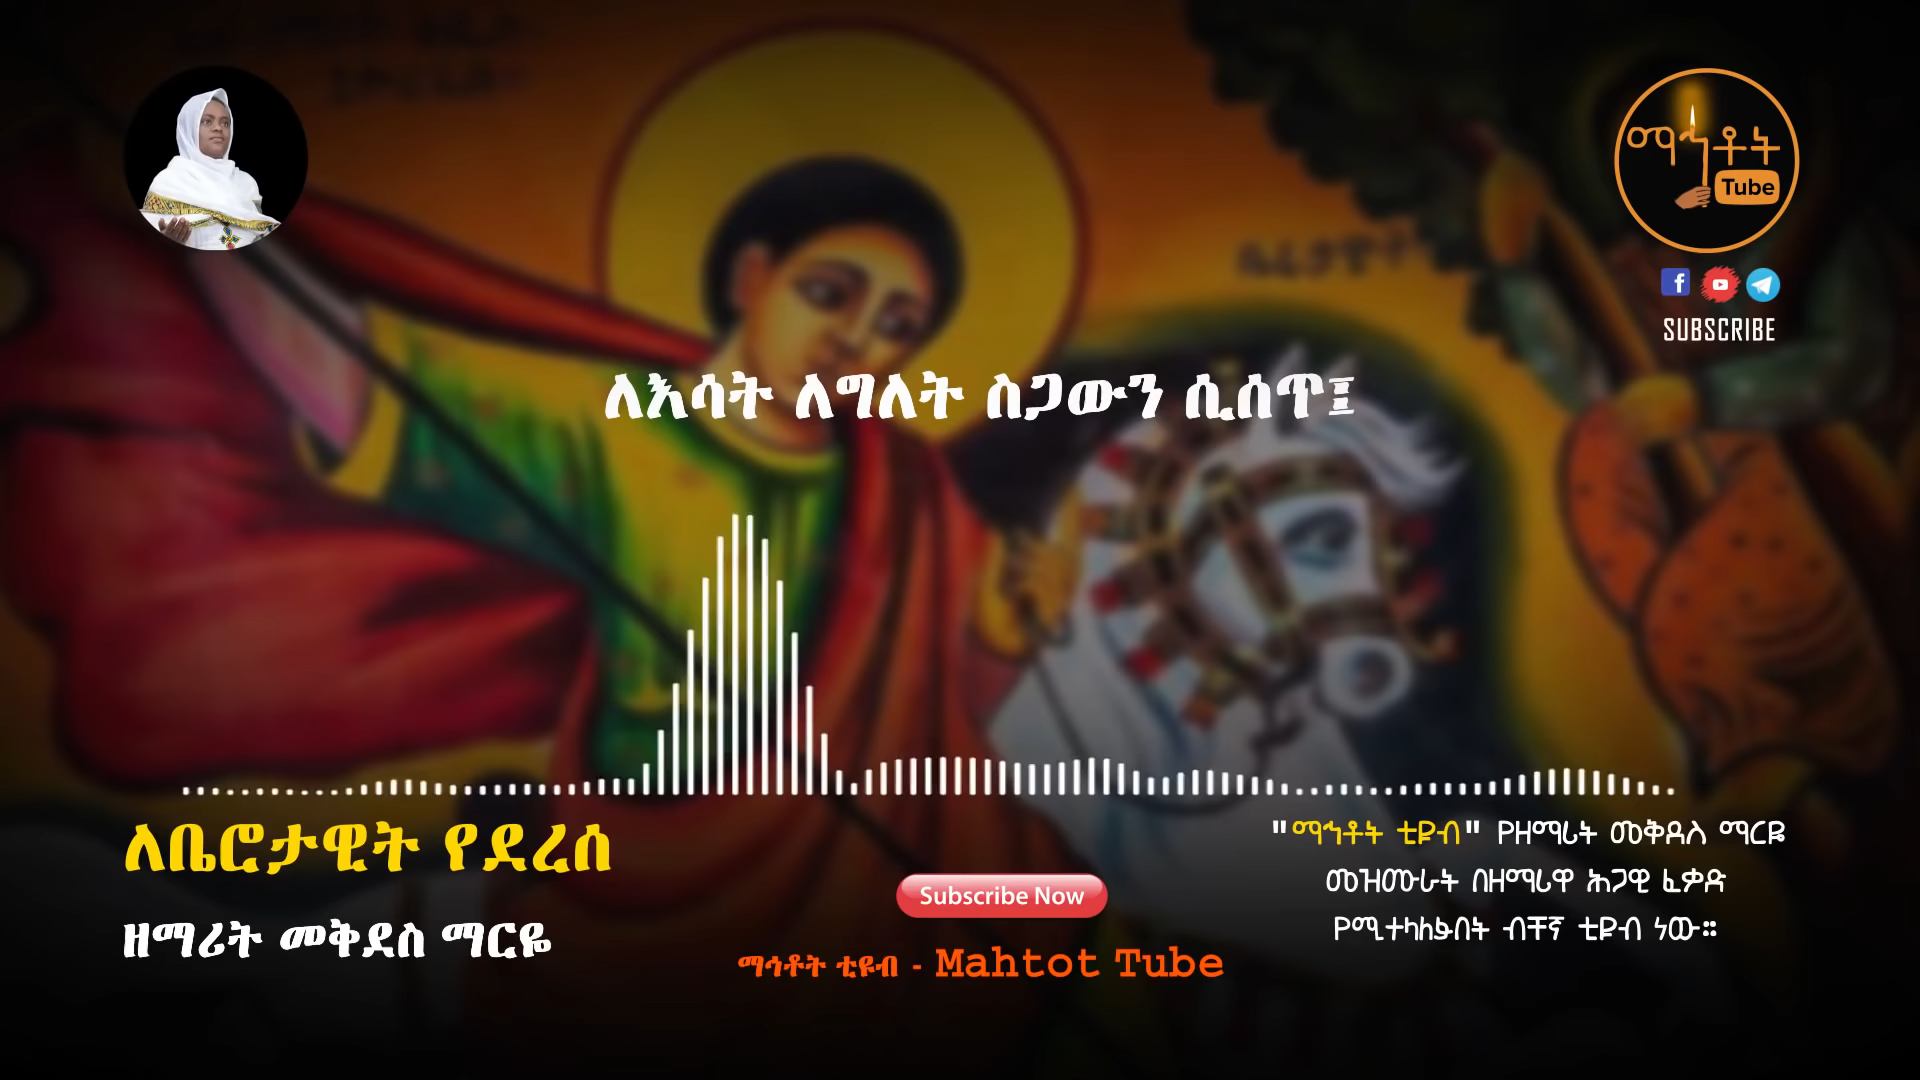 ማኅቶት
Tube
SUBSCRIBE
ለእሳት ለግለት ስጋውን ሲሰጥ፤
ለቤሮታዊት የደረሰ
ዘማሪት መቅደስ ማርዬ
"ማኅቶት ቲዩብ" የዘማሪት መቅደስ ማርዬ
መዝሙራት በዘማሪዋ ሕጋዊ ፈቃድ
የሚተላለፉበት ብቸኛ ቲዩብ ነው።
Subscribe Now
ማኅቶት ቲዩብ - Mahtot Tube